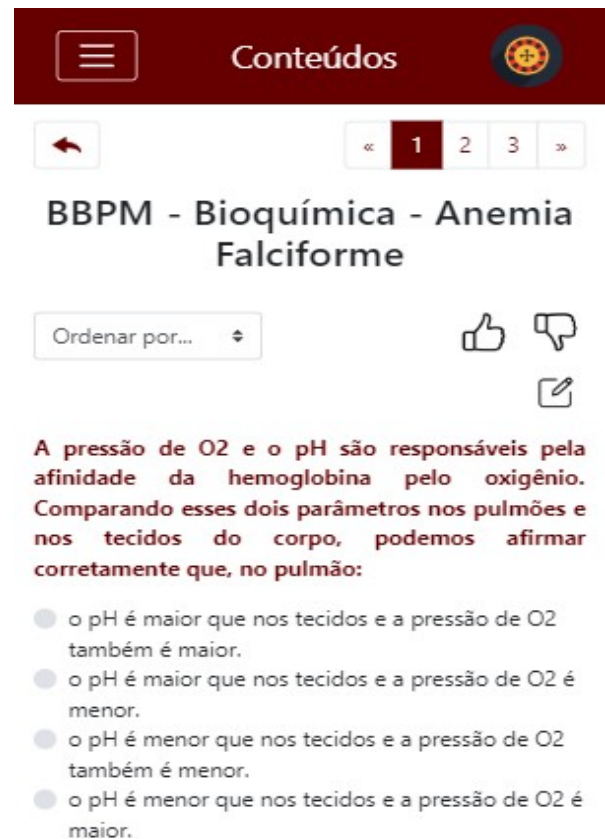 Conteúdos
« 1 2 3 »
BBPM - Bioquímica - Anemia
Falciforme
Ordenar por...
A pressão de O2 e o pH são responsáveis pela
afinidade da hemoglobina pelo oxigênio.
Comparando esses dois parâmetros nos pulmões e
nos tecidos do corpo, podemos afirmar
corretamente que, no pulmão:
o pH é maior que nos tecidos e a pressão de O2
também é maior.
o pH é maior que nos tecidos e a pressão de O2 é
menor.
o pH é menor que nos tecidos e a pressão de O2
também é menor.
o pH é menor que nos tecidos e a pressão de O2 é
maior.